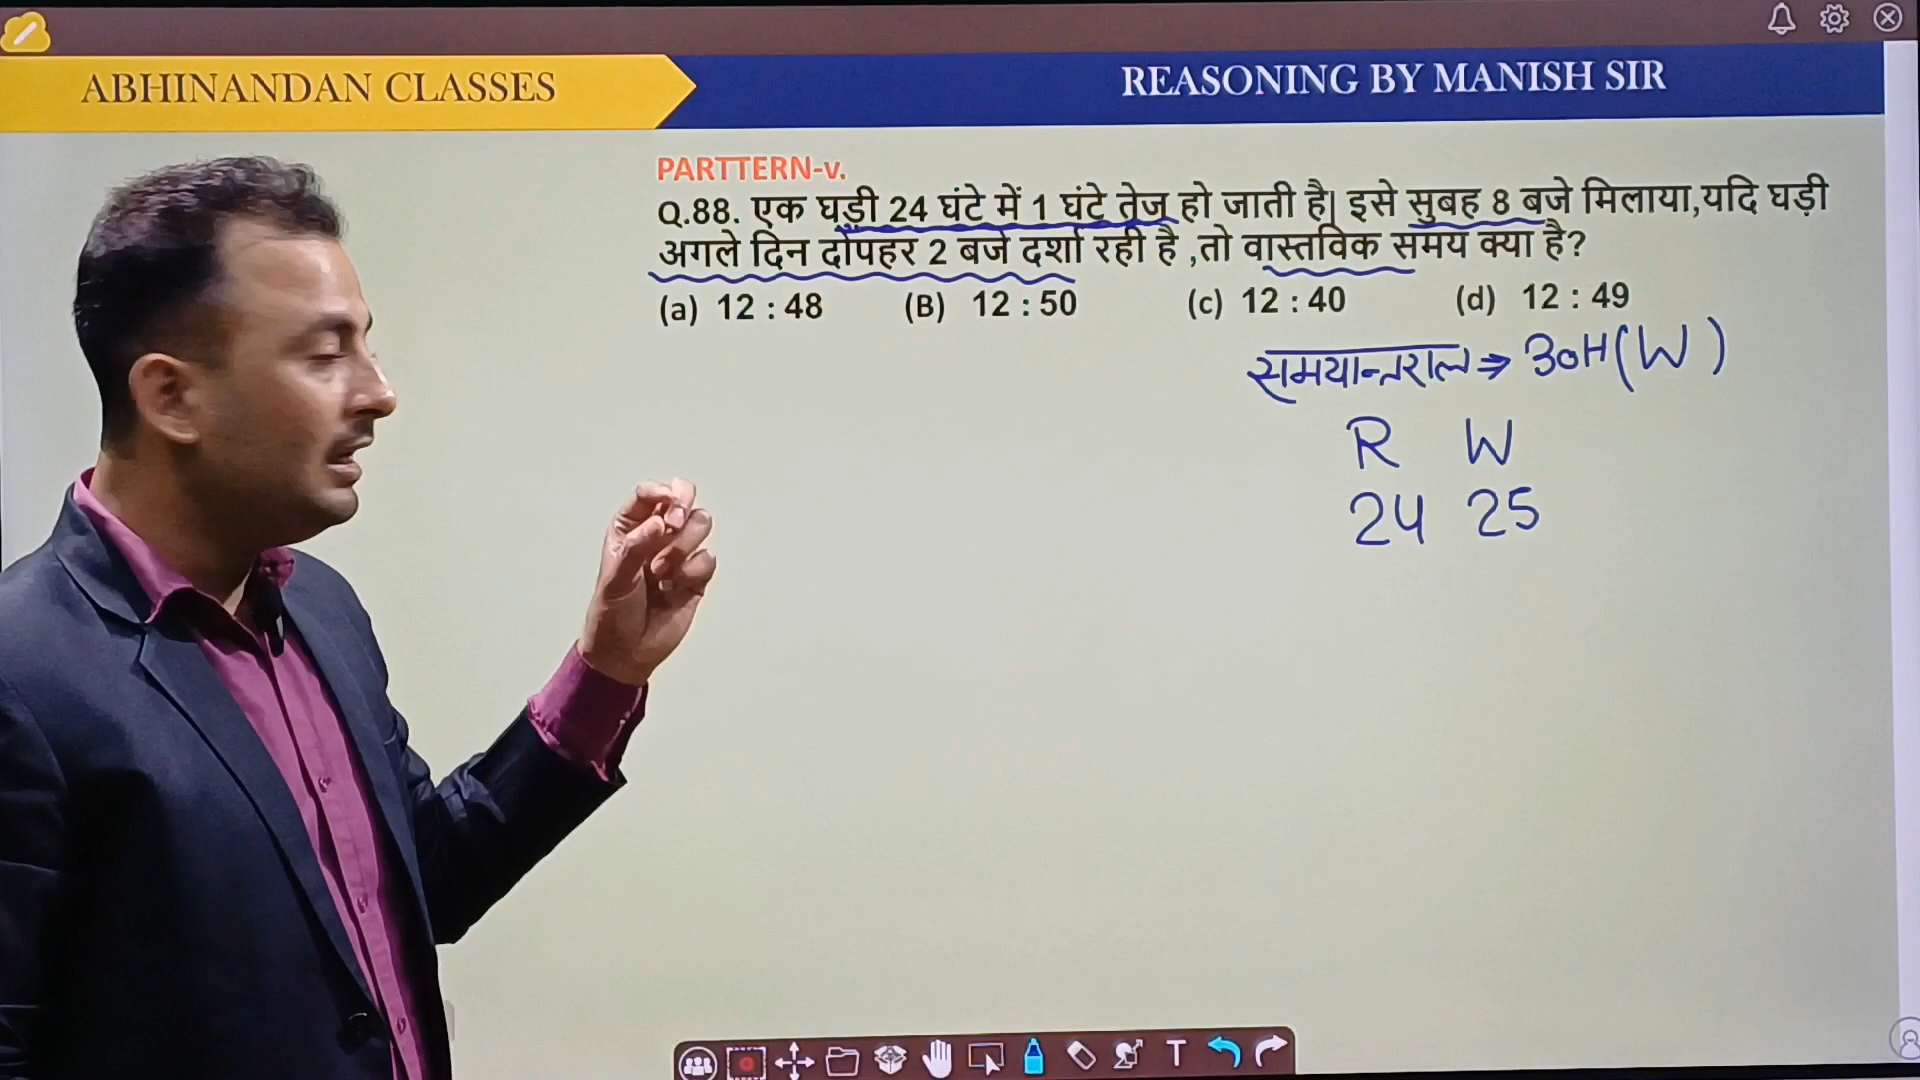 ABHINANDAN CLASSES
REASONING BY MANISH SIR
PARTTERN-v.
Q.88. एक घड़ी 24 घंटे में 1 घंटे तेज हो जाती है| इसे सुबह 8 बजे मिलाया,यदि घड़ी
अगले दिन दोपहर 2 बजे दर्शा रही है ,तो वास्तविक समय क्या है?
(a) 12 : 48 (B) 12 : 50 (c) 12 : 40 (d) 12 : 49
समयान्तराल ⇒ 30H (W)
R W
24 25
T